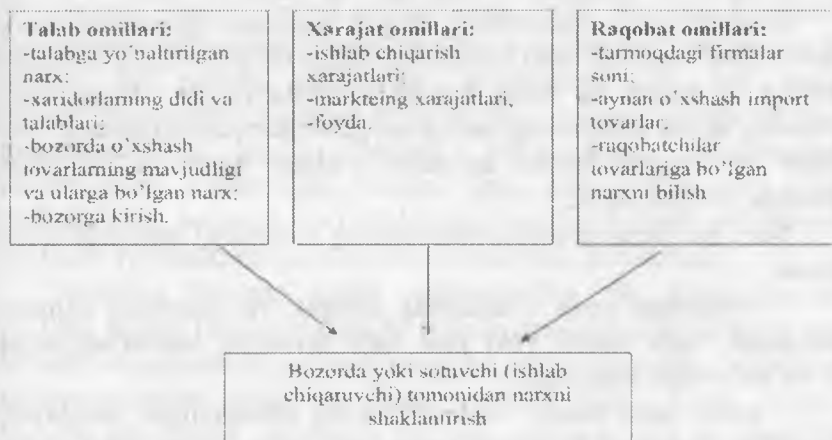 Talab omillari:
-talabga yo'naltirilgan
narx;
-xaridorlarning didi va
talablari;
-bozorda o'xshash
tovarlarning mavjudligi
va ularga bo'lgan narx;
-bozorga kirish.
Xarajat omillari:
-ishlab chiqarish
xarajatlari;
-markteing xarajatlari,
-foyda.
Raqobat omillari:
-tarmoqdagi firmalar
soni;
-aynan o'xshash import
tovarlar,
-raqobatchilar
tovarlariga bo'lgan
narxni bilish
Bozorda yoki sotuvchi (ishlab
chiqaruvchi) tomonidan narxni
shaklantirish